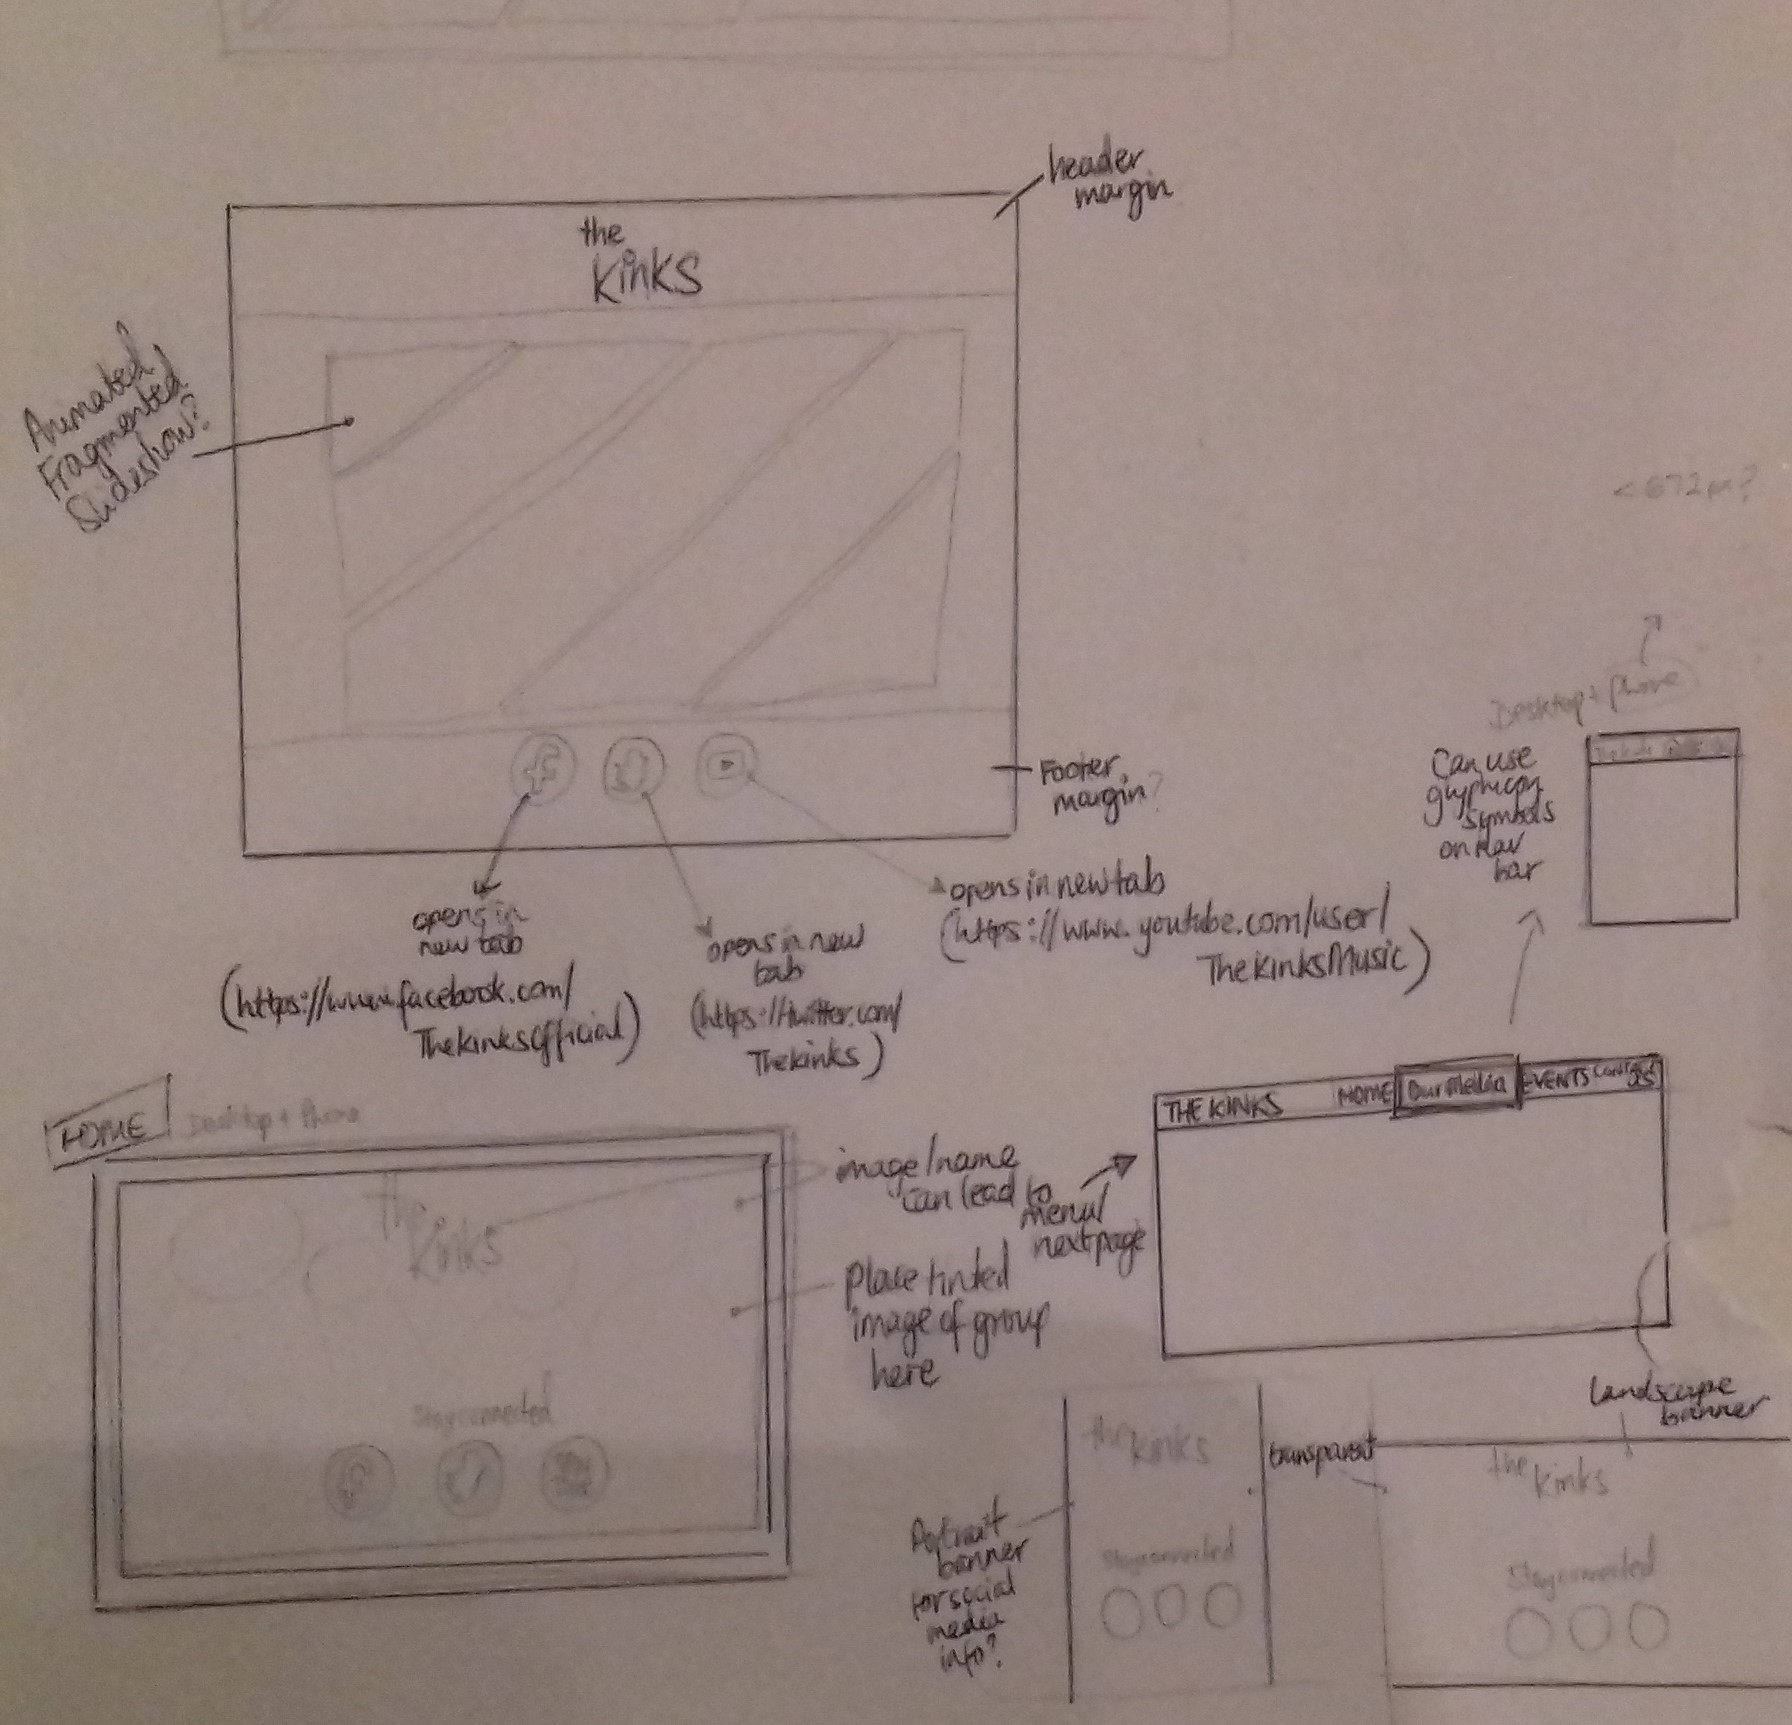 header
margin
the
Kinks
Animated
Fragmented
Slideshow?
Footer
margin?
opens in
new tab
(https://www.facebook.com/
TheKinksOfficial)
opens in new
tab
(https://twitter.com/
Thekinks)
opens in new tab
(https://www.youtube.com/user/
TheKinksMusic)
Desktop + phone
Can use
glyphicon
symbols
on nav
bar
HOME
Desktop + Phone
the
Kinks
Stay connected
image/name
can lead to
menu/
next page
Place tinted
image of group
here
THE KINKS
HOME
Our Media
EVENTS
Contact
us
Landscape
banner
transparent
the
Kinks
Stay connected
Portrait
banner
for social
media
info?
the
Kinks
Stay connected